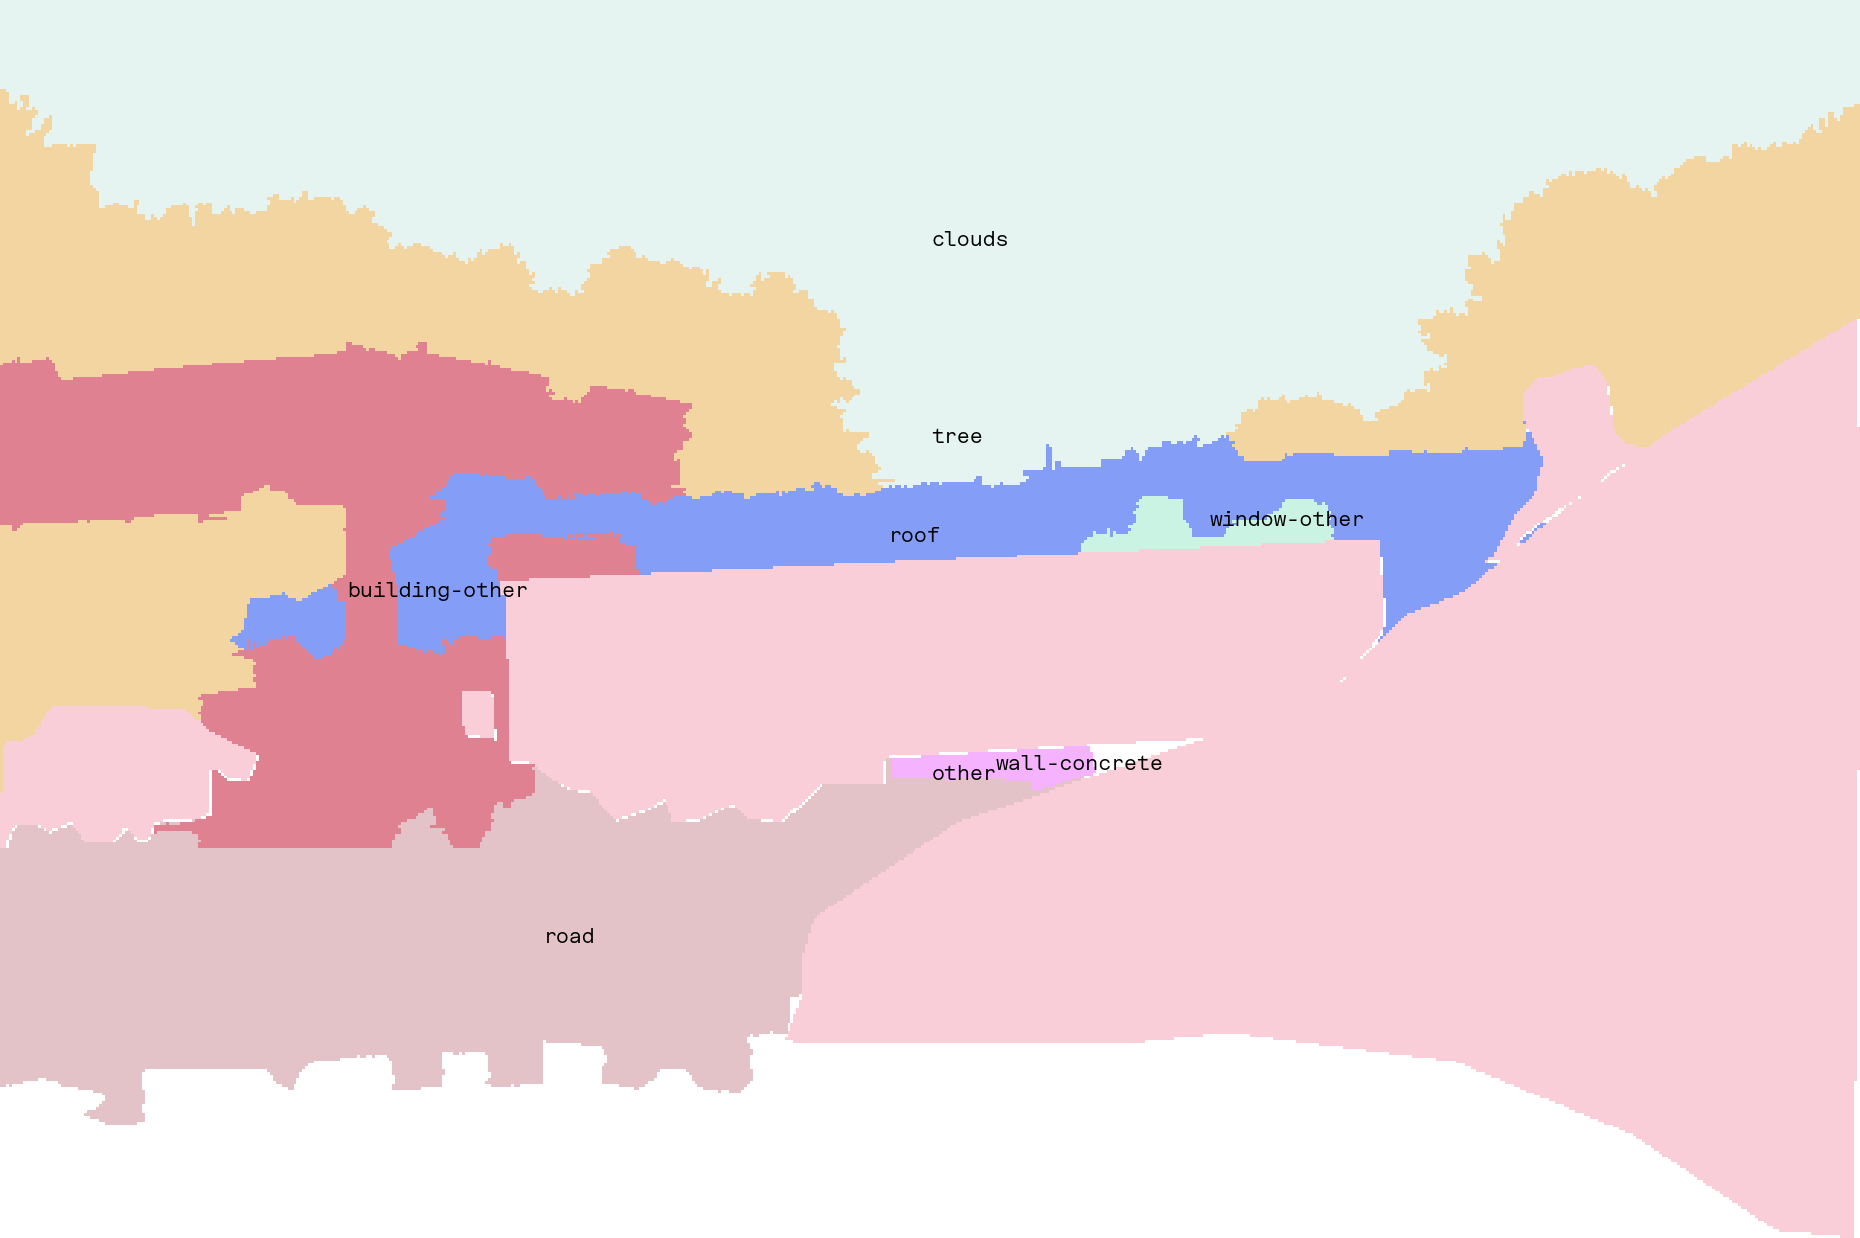 clouds
tree
window-other
roof
building-other
wall-concrete
other
road